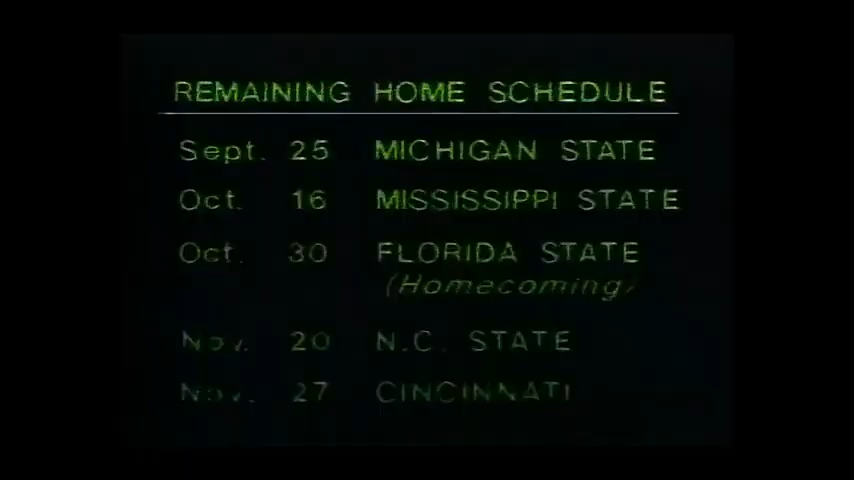 REMAINING HOME SCHEDULE
Sept. 25 MICHIGAN STATE
Oct. 16 MISSISSIPPI STATE
Oct. 30 FLORIDA STATE
(Homecoming)
Nov. 20 N.C. STATE
Nov. 27 CINCINNATI